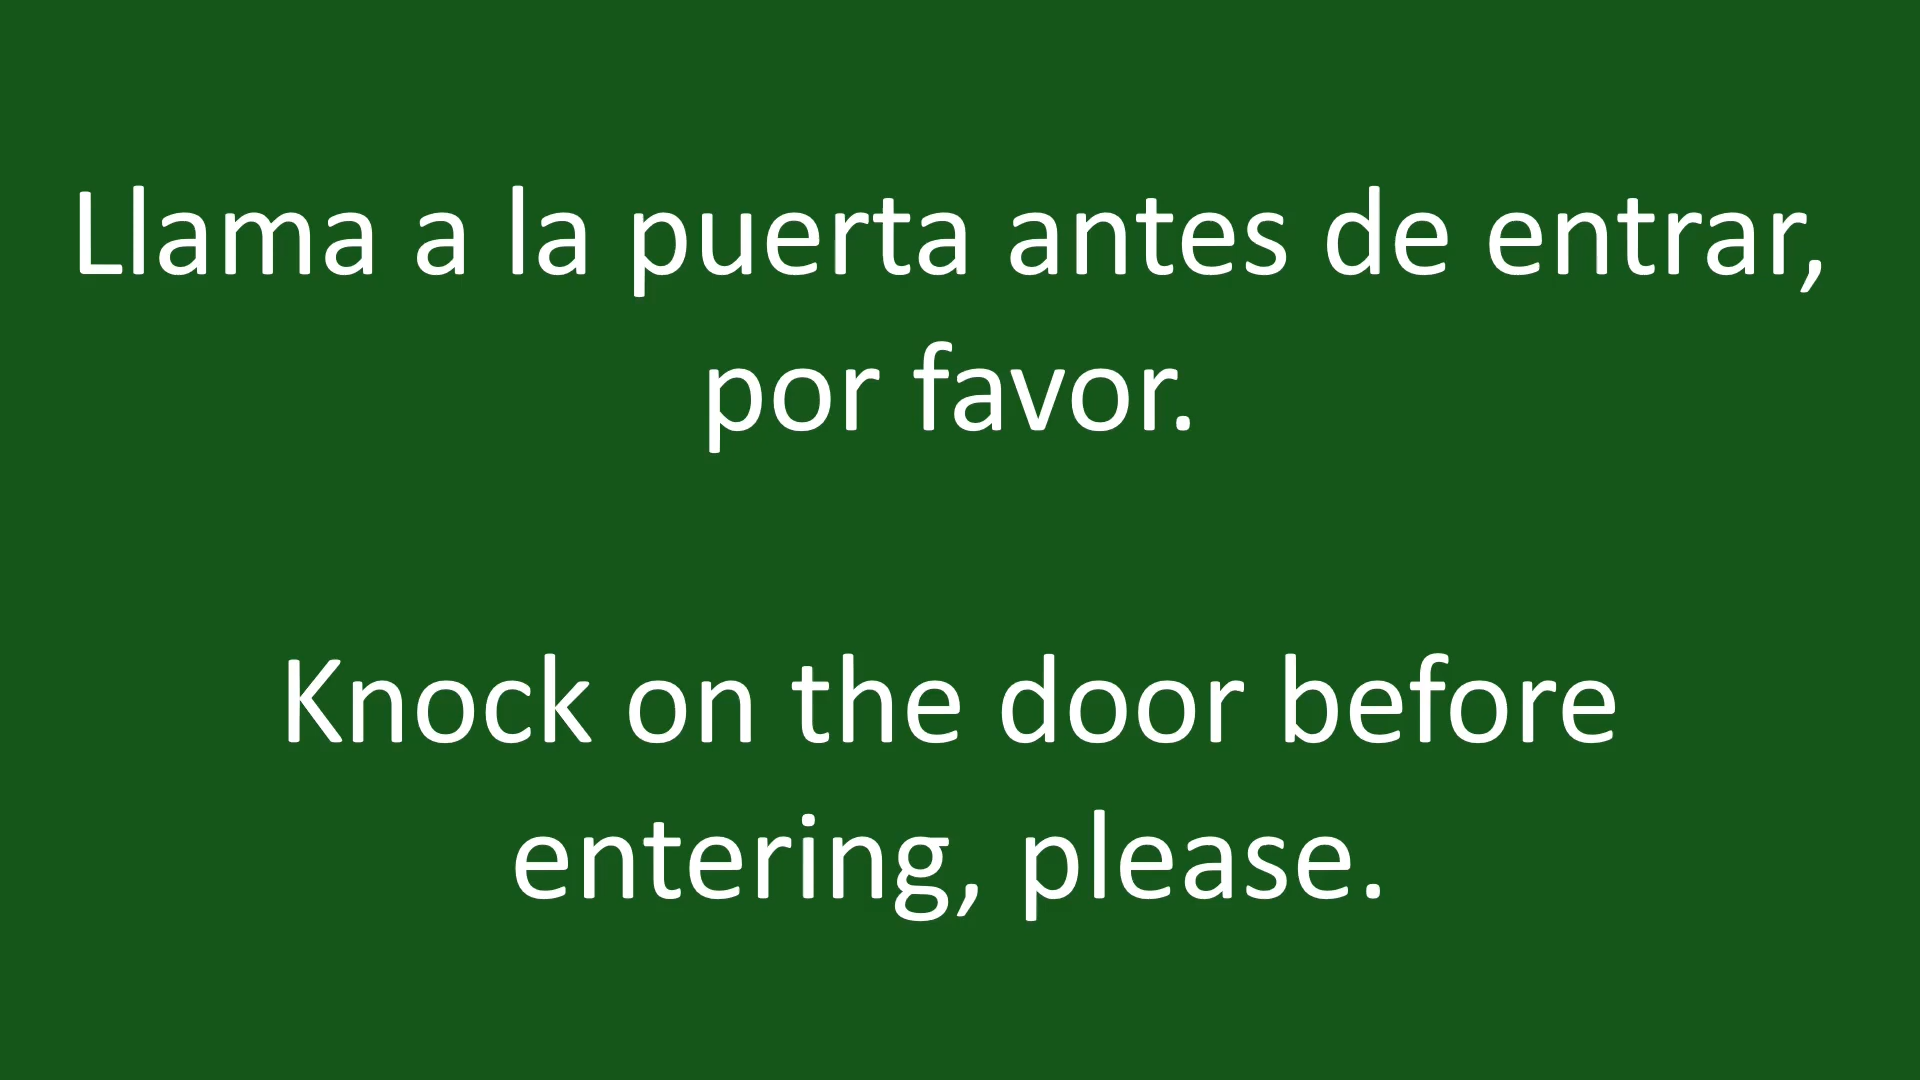 Llama a la puerta antes de entrar,
por favor.
Knock on the door before
entering, please.